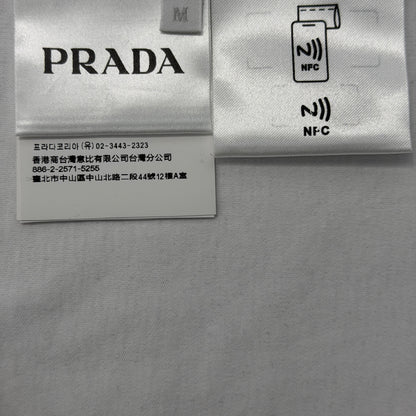 M
PRADA
프라다코리아 (유) 02-3443-2323
香港商台灣意比有限公司台灣分公司
886-2-2571-5255
臺北市中山區中山北路二段44號12樓A室
NFC
NFC